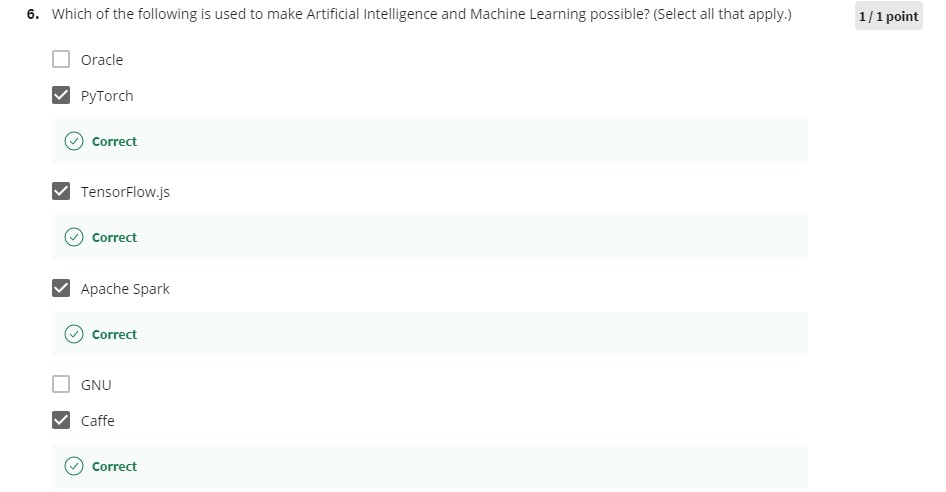 6. Which of the following is used to make Artificial Intelligence and Machine Learning possible? (Select all that apply.)
1 / 1 point
Oracle
PyTorch
Correct
TensorFlow.js
Correct
Apache Spark
Correct
GNU
Caffe
Correct